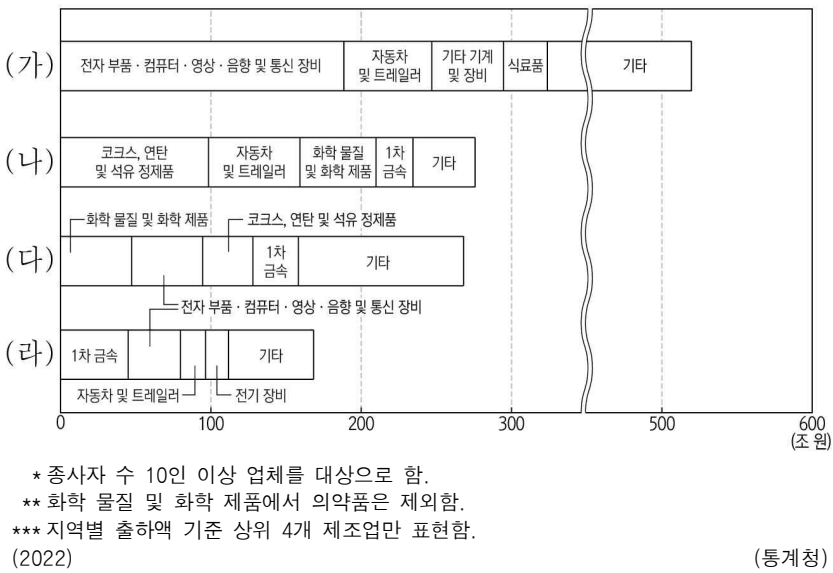 (가)
전자 부품·컴퓨터·영상·음향 및 통신 장비
자동차
및 트레일러
기타 기계
및 장비
식료품
기타
(나)
코크스, 연탄
및 석유 정제품
자동차
및 트레일러
화학 물질
및 화학 제품
1차
금속
기타
화학 물질 및 화학 제품
코크스, 연탄 및 석유 정제품
(다)
1차
금속
기타
전자 부품·컴퓨터·영상·음향 및 통신 장비
(라)
1차 금속
기타
자동차 및 트레일러
전기 장비
0 100 200 300 500 600
(조 원)
* 종사자 수 10인 이상 업체를 대상으로 함.
** 화학 물질 및 화학 제품에서 의약품은 제외함.
*** 지역별 출하액 기준 상위 4개 제조업만 표현함.
(2022) (통계청)